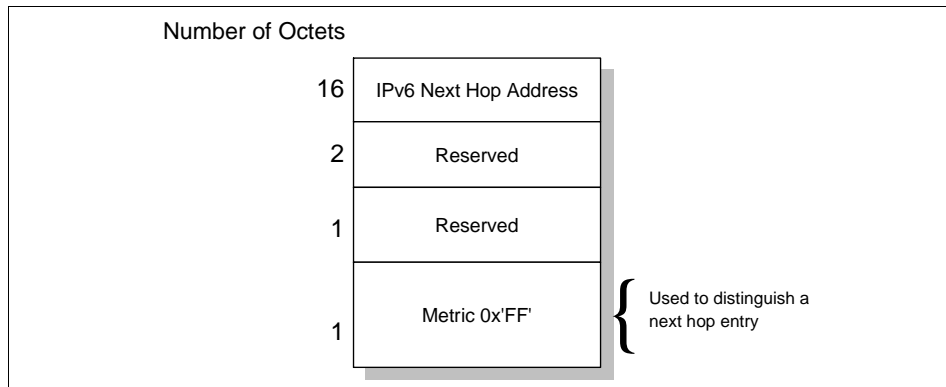 Number of Octets
16 IPv6 Next Hop Address
2 Reserved
1 Reserved
1 Metric 0x'FF'
{ Used to distinguish a
next hop entry